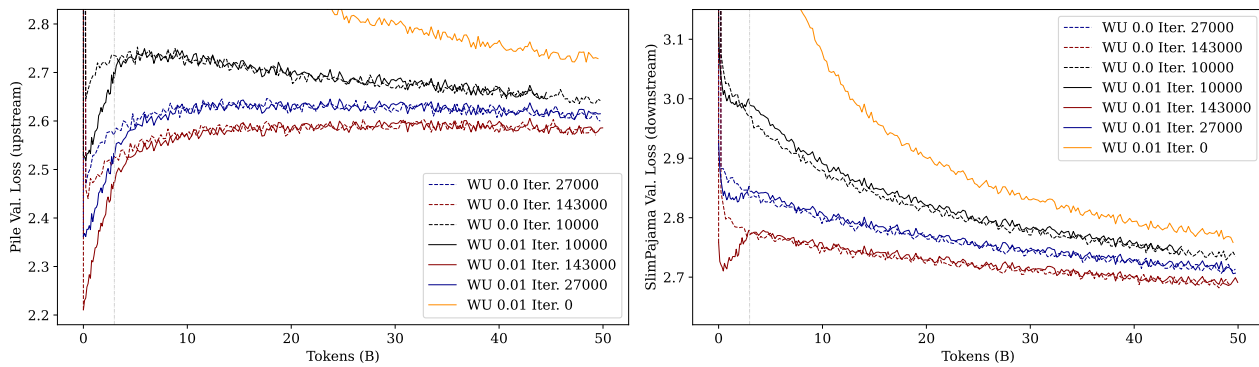 2.8
2.7
2.6
2.5
2.4
2.3
2.2
Pile Val. Loss (upstream)
WU 0.0 Iter. 27000
WU 0.0 Iter. 143000
WU 0.0 Iter. 10000
WU 0.01 Iter. 10000
WU 0.01 Iter. 143000
WU 0.01 Iter. 27000
WU 0.01 Iter. 0
0 10 20 30 40 50
Tokens (B)
3.1
3.0
2.9
2.8
2.7
SlimPajama Val. Loss (downstream)
WU 0.0 Iter. 27000
WU 0.0 Iter. 143000
WU 0.0 Iter. 10000
WU 0.01 Iter. 10000
WU 0.01 Iter. 143000
WU 0.01 Iter. 27000
WU 0.01 Iter. 0
0 10 20 30 40 50
Tokens (B)